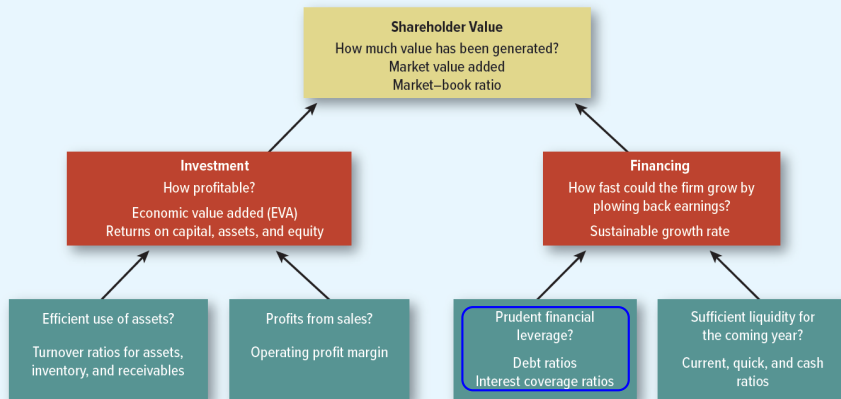 Shareholder Value
How much value has been generated?
Market value added
Market–book ratio
Investment
How profitable?
Economic value added (EVA)
Returns on capital, assets, and equity
Financing
How fast could the firm grow by
plowing back earnings?
Sustainable growth rate
Efficient use of assets?
Turnover ratios for assets,
inventory, and receivables
Profits from sales?
Operating profit margin
Prudent financial
leverage?
Debt ratios
Interest coverage ratios
Sufficient liquidity for
the coming year?
Current, quick, and cash
ratios